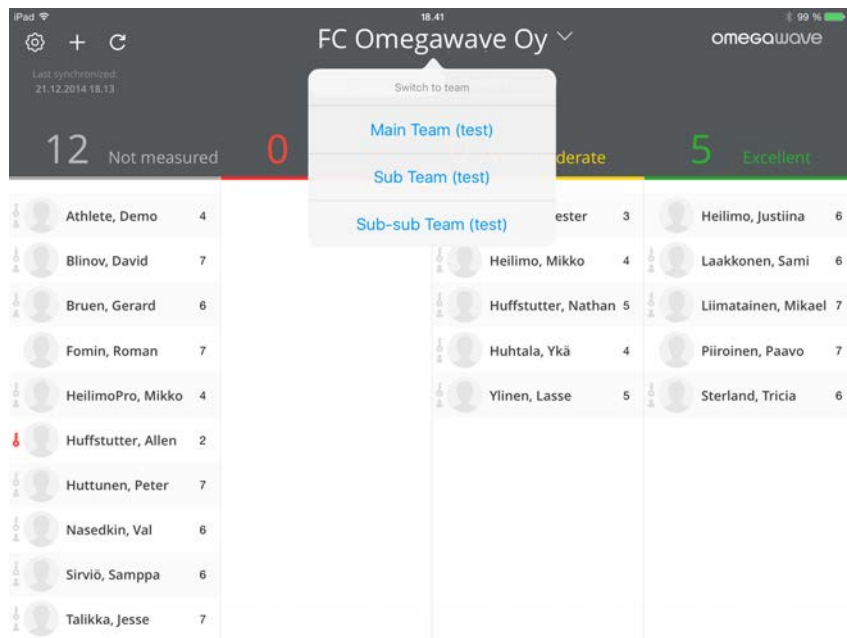 iPad
18.41
99 %
FC Omegawave Oy
omegawave
Last synchronized:
21.12.2014 18.13
Switch to team
Main Team (test)
Sub Team (test)
Sub-sub Team (test)
12 Not measured
0
derate
5 Excellent
Athlete, Demo 4
Blinov, David 7
Bruen, Gerard 6
Fomin, Roman 7
HeilimoPro, Mikko 4
Huffstutter, Allen 2
Huttunen, Peter 7
Nasedkin, Val 6
Sirviö, Samppa 6
Talikka, Jesse 7
ester 3
Heilimo, Mikko 4
Huffstutter, Nathan 5
Huhtala, Ykä 4
Ylinen, Lasse 5
Heilimo, Justiina 6
Laakkonen, Sami 6
Liimatainen, Mikael 7
Piiroinen, Paavo 7
Sterland, Tricia 6